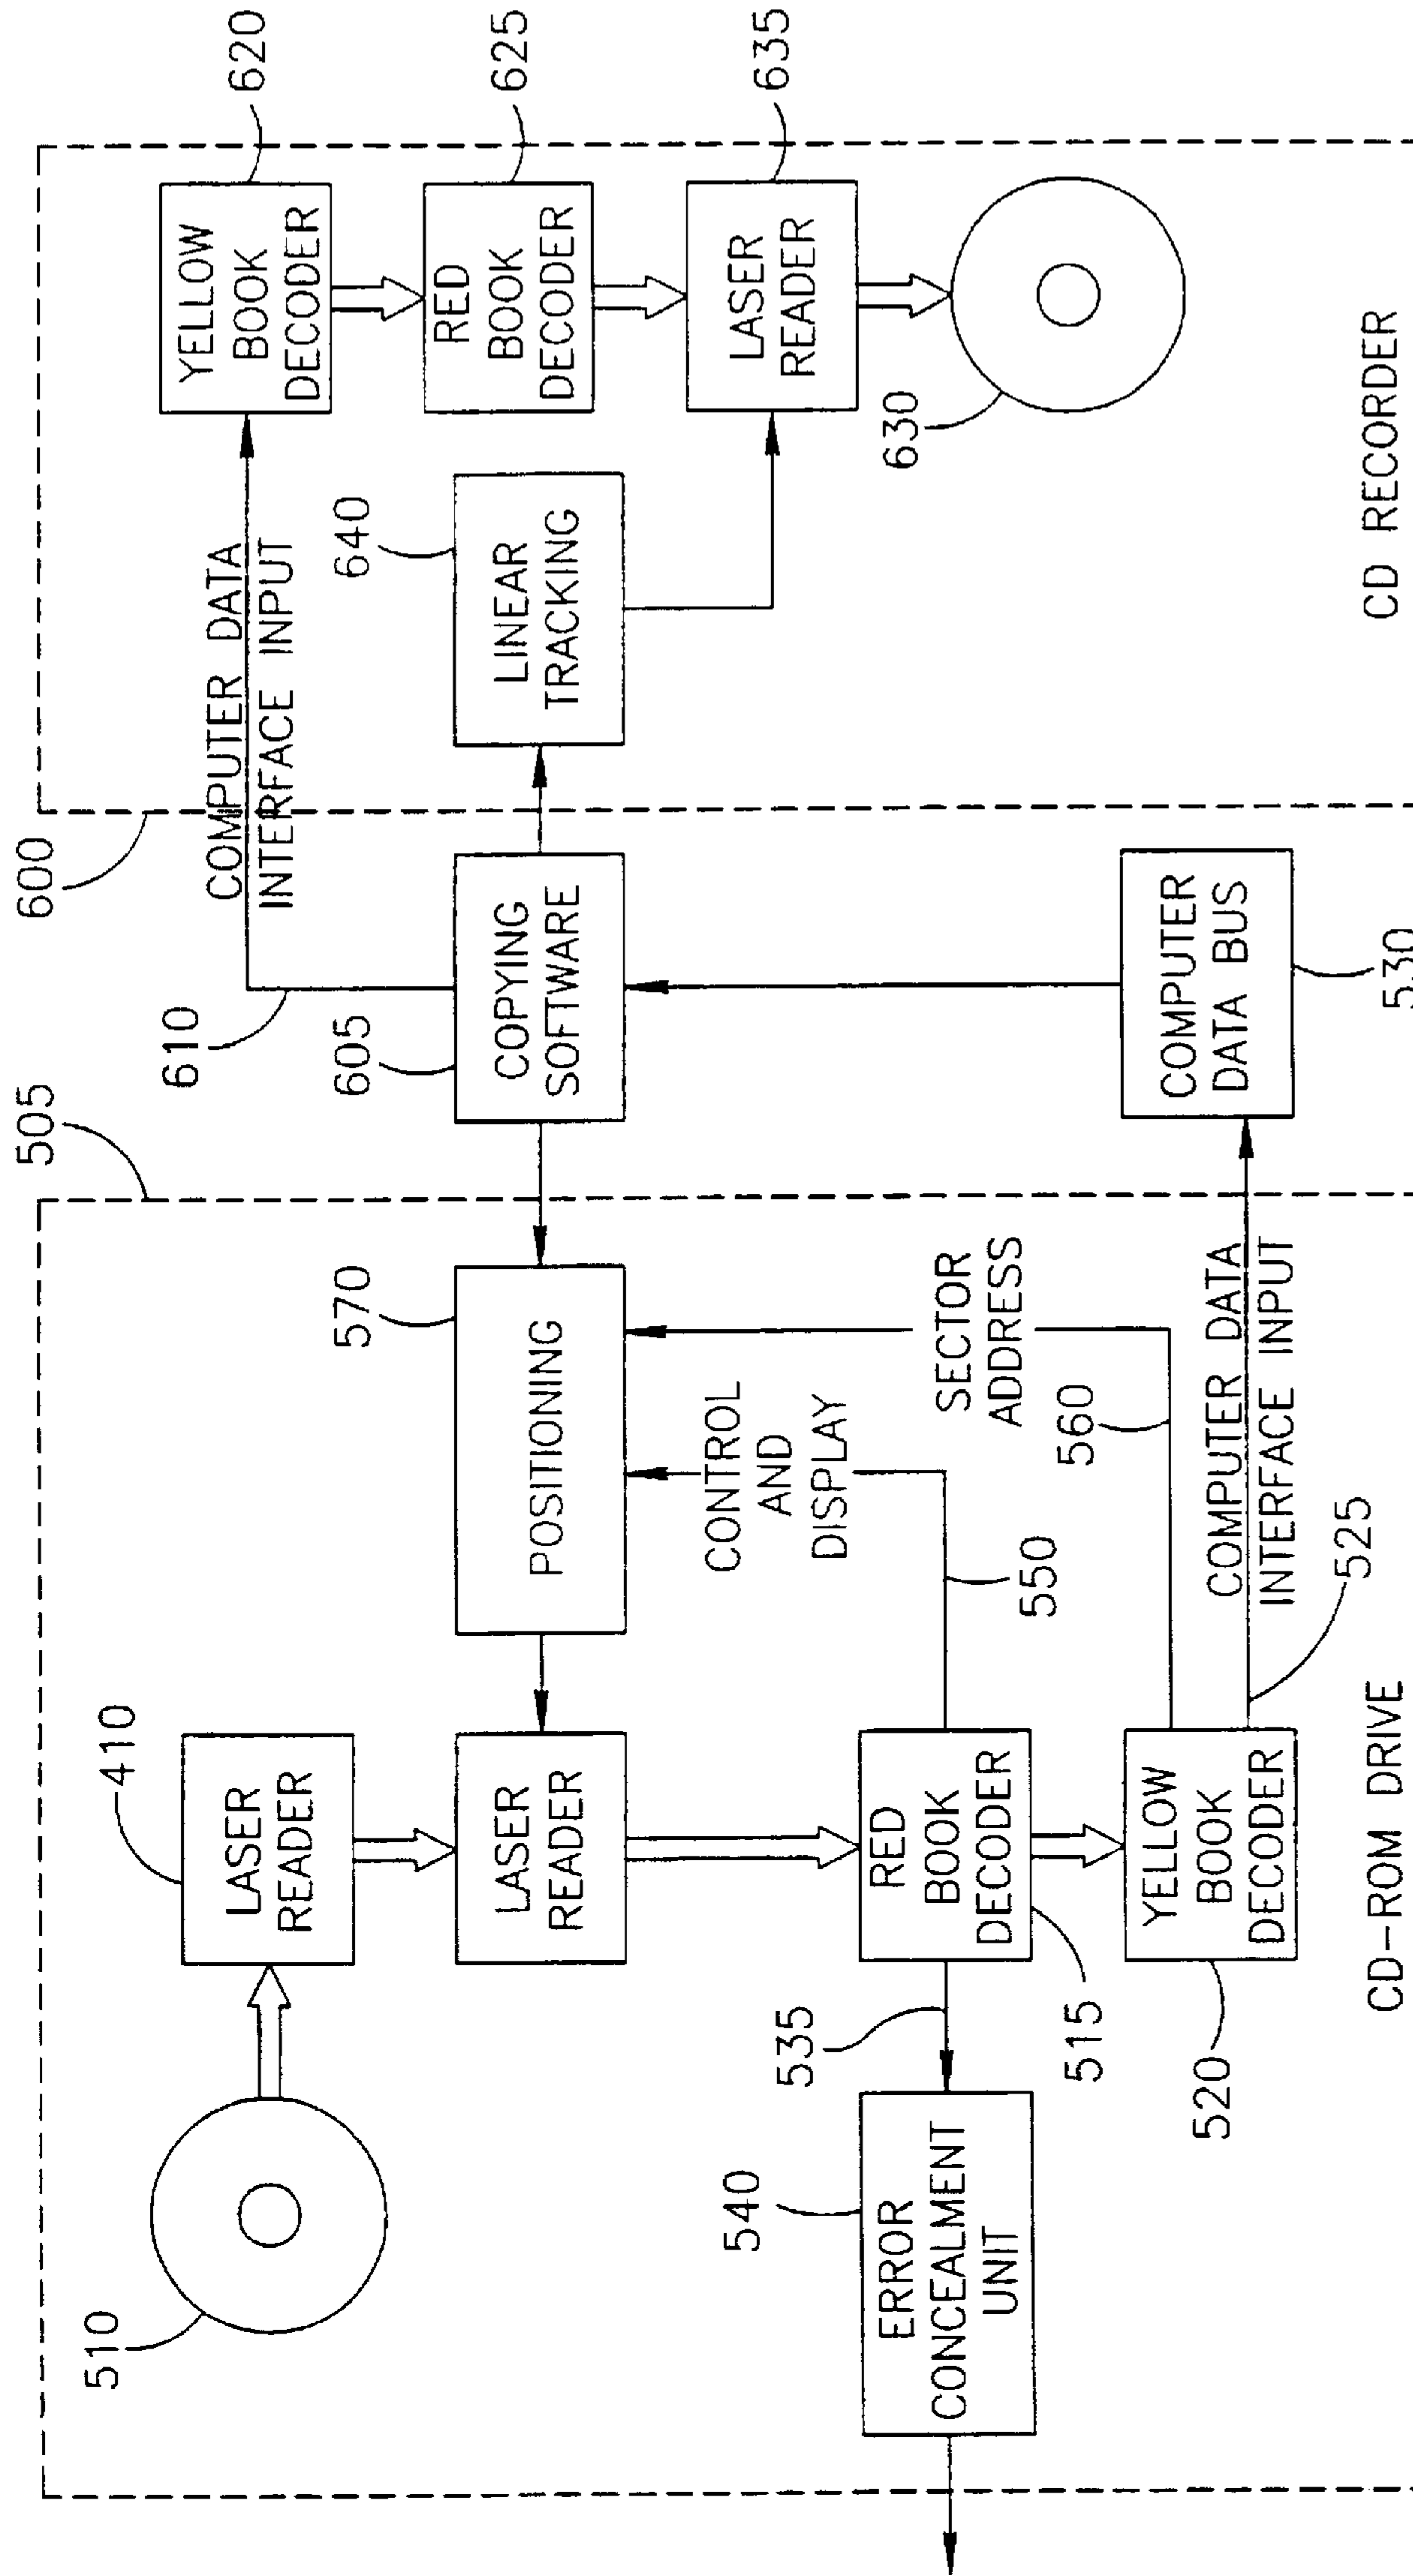 505
510
LASER
READER
410
LASER
READER
POSITIONING
570
CONTROL
AND
DISPLAY
SECTOR
ADDRESS
540
ERROR
CONCEALMENT
UNIT
535
RED
BOOK
DECODER
515
550
560
520
YELLOW
BOOK
DECODER
525
COMPUTER DATA
INTERFACE INPUT
CD-ROM DRIVE
610
605
COPYING
SOFTWARE
COMPUTER
DATA BUS
530
600
COMPUTER DATA
INTERFACE INPUT
640
LINEAR
TRACKING
YELLOW
BOOK
DECODER
620
RED
BOOK
DECODER
625
LASER
READER
635
630
CD RECORDER